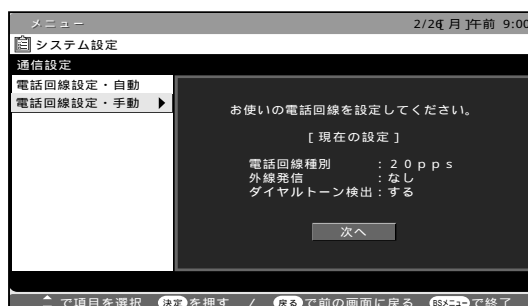 メニュー 2/26[月]午前 9:00
システム設定
通信設定
電話回線設定・自動
電話回線設定・手動 ▶
お使いの電話回線を設定してください。
[現在の設定]
電話回線種別 :20pps
外線発信 :なし
ダイヤルトーン検出:する
次へ
で項目を選択 決定を押す / 戻るで前の画面に戻る BSメニューで終了